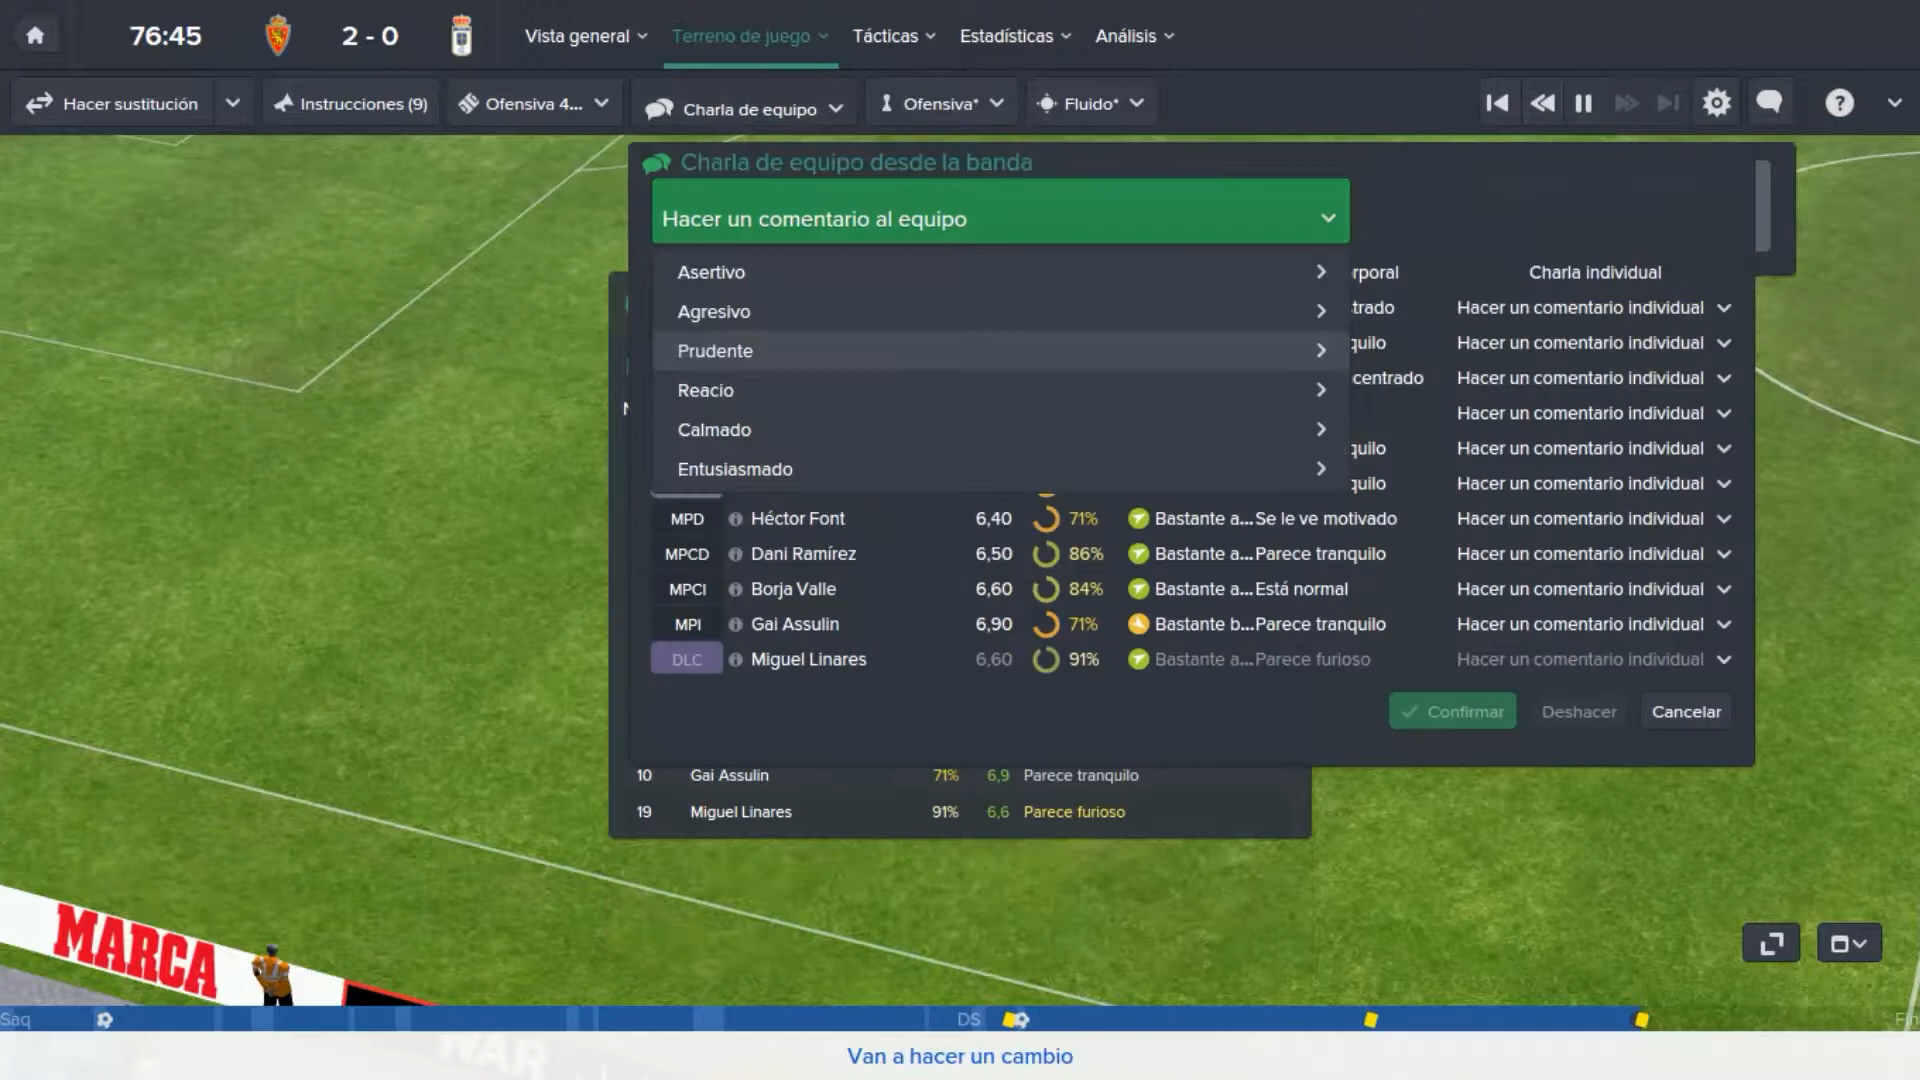 76:45
2 - 0
Vista general
Terreno de juego
Tácticas
Estadísticas
Análisis
Hacer sustitución
Instrucciones (9)
Ofensiva 4...
Charla de equipo
Ofensiva*
Fluido*
Charla de equipo desde la banda
Hacer un comentario al equipo
Asertivo
Agresivo
Prudente
Reacio
Calmado
Entusiasmado
rporal Charla individual
trado Hacer un comentario individual
quilo Hacer un comentario individual
centrado Hacer un comentario individual
Hacer un comentario individual
quilo Hacer un comentario individual
quilo Hacer un comentario individual
MPD Héctor Font 6,40 71% Bastante a... Se le ve motivado Hacer un comentario individual
MPCD Dani Ramírez 6,50 86% Bastante a... Parece tranquilo Hacer un comentario individual
MPCI Borja Valle 6,60 84% Bastante a... Está normal Hacer un comentario individual
MPI Gai Assulin 6,90 71% Bastante b... Parece tranquilo Hacer un comentario individual
DLC Miguel Linares 6,60 91% Bastante a... Parece furioso Hacer un comentario individual
Confirmar Deshacer Cancelar
10 Gai Assulin 71% 6,9 Parece tranquilo
19 Miguel Linares 91% 6,6 Parece furioso
MARCA
Saq DS Fin
Van a hacer un cambio